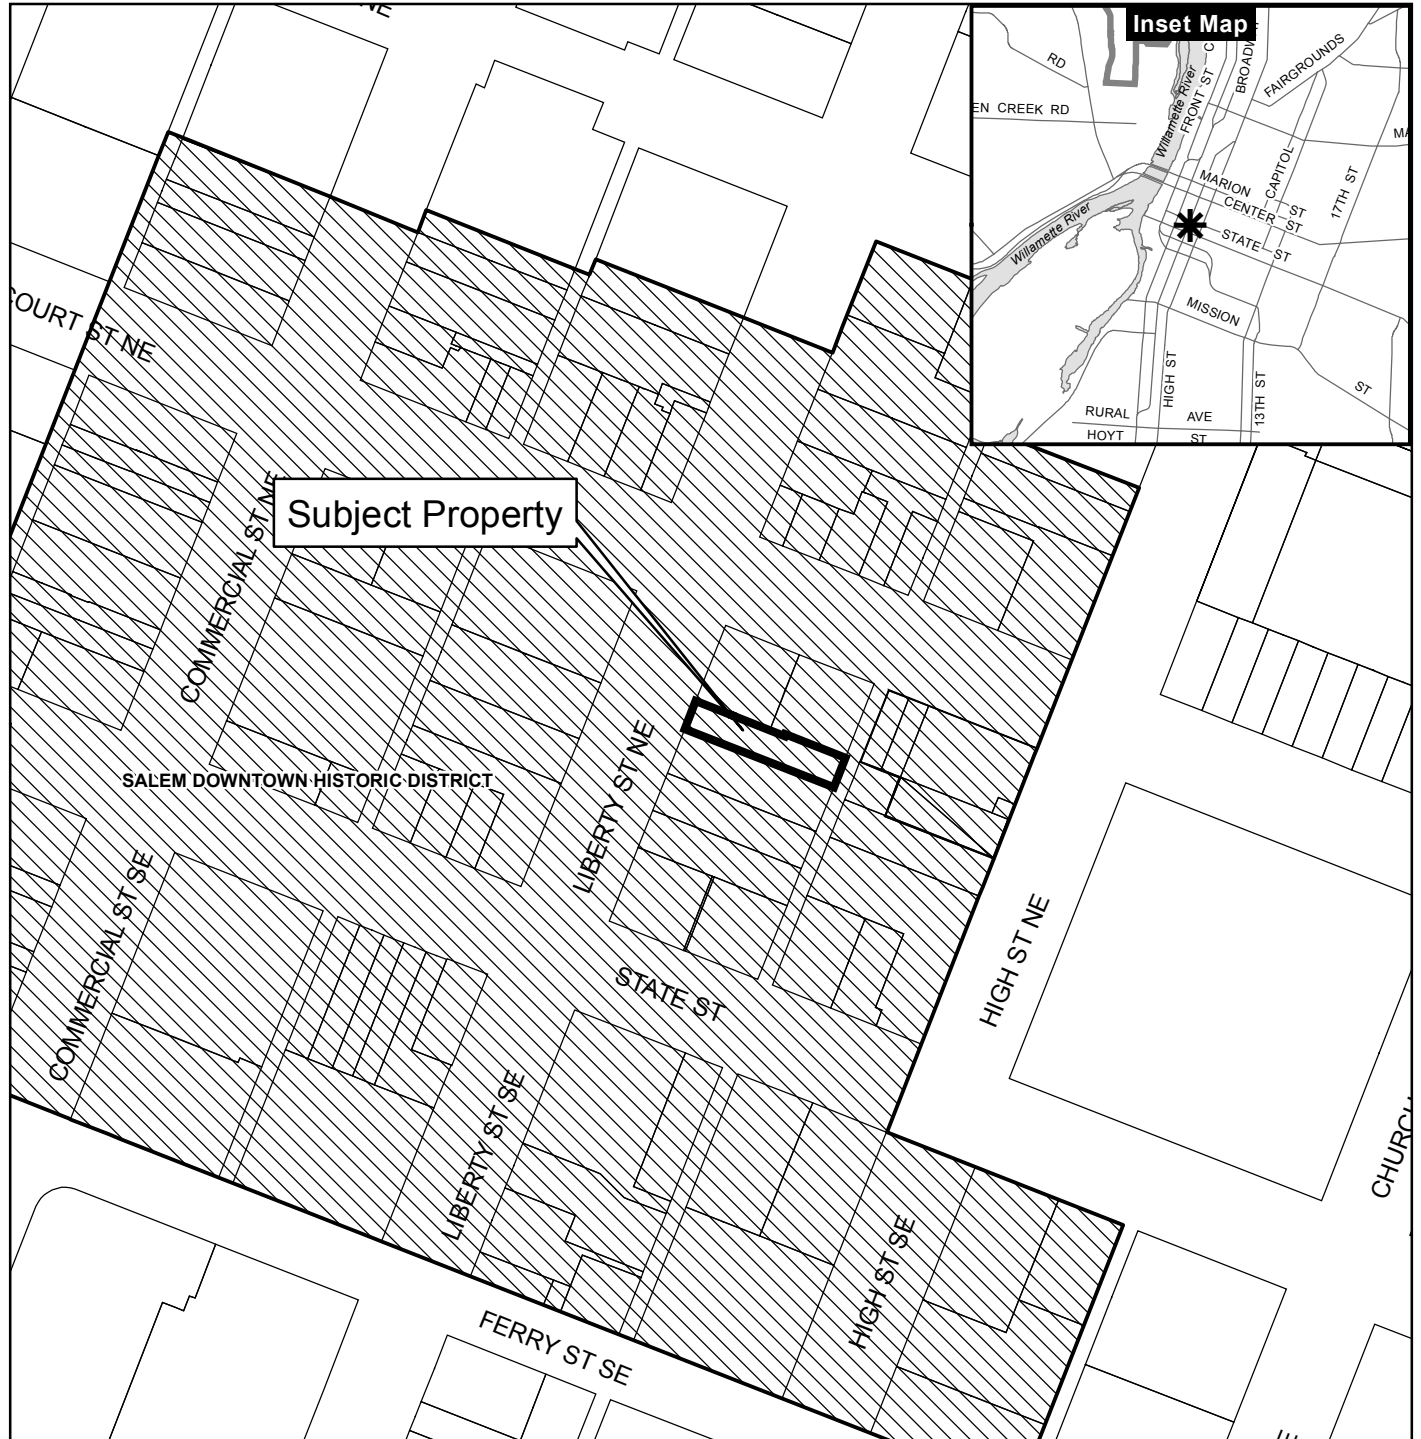 NE
Inset Map
RD
EN CREEK RD
Willamette River
FRONT ST
C
BROADW
FAIRGROUNDS
MA
CAPITOL
ST
17TH ST
MARION
CENTER ST
STATE ST
Willamette River
MISSION
ST
HIGH ST
13TH ST
RURAL AVE
HOYT ST
COURT ST NE
COMMERCIAL ST NE
Subject Property
LIBERTY ST NE
SALEM DOWNTOWN HISTORIC DISTRICT
COMMERCIAL ST SE
STATE ST
HIGH ST NE
CHURCH
LIBERTY ST SE
HIGH ST SE
FERRY ST SE